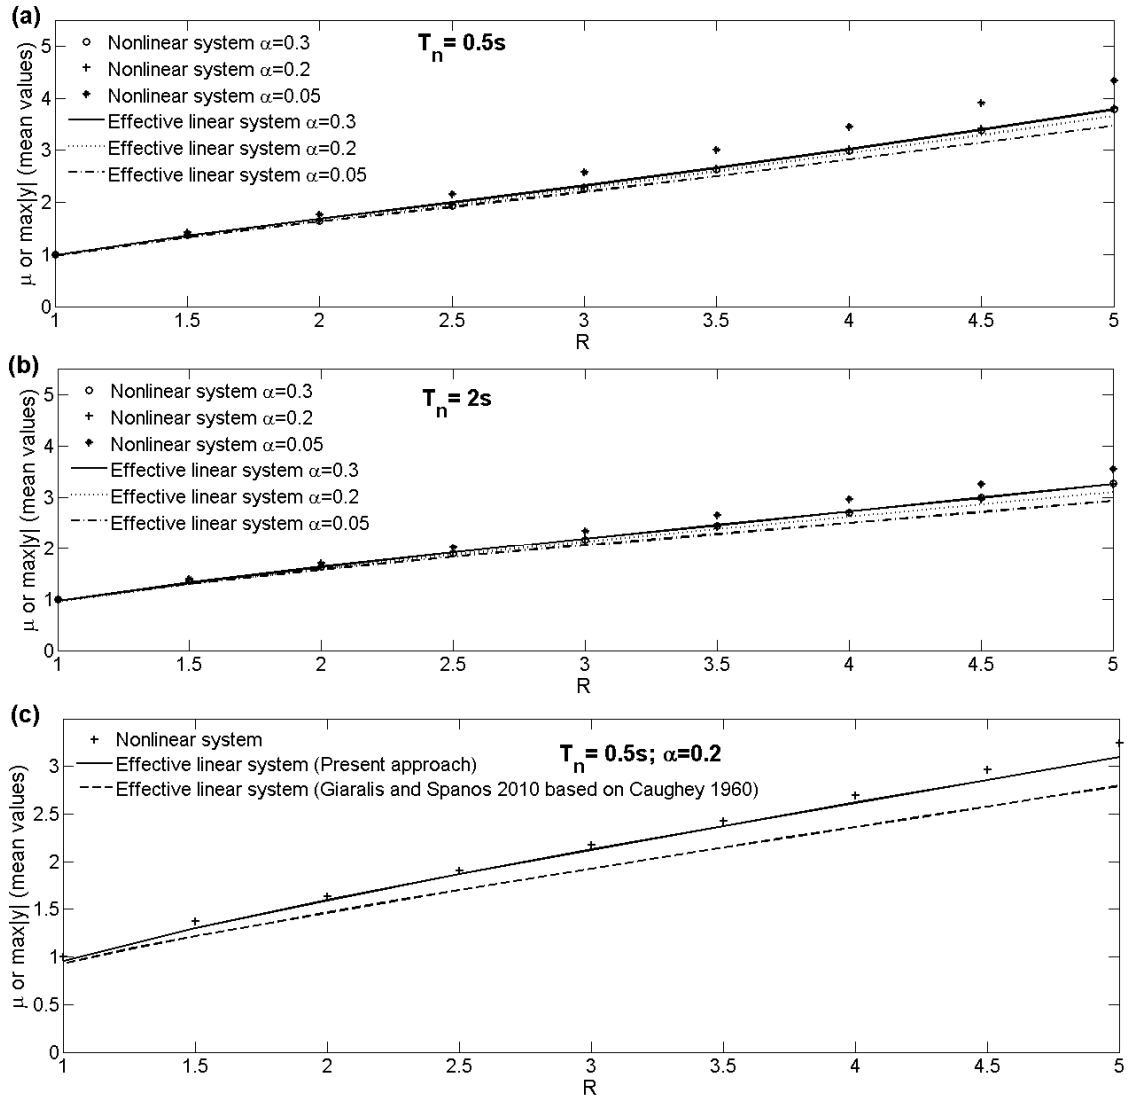 (a)
T_n= 0.5s
Nonlinear system α=0.3
Nonlinear system α=0.2
Nonlinear system α=0.05
Effective linear system α=0.3
Effective linear system α=0.2
Effective linear system α=0.05
μ or max|y| (mean values)
5
4
3
2
1
0
1 1.5 2 2.5 3 3.5 4 4.5 5
R
(b)
T_n= 2s
Nonlinear system α=0.3
Nonlinear system α=0.2
Nonlinear system α=0.05
Effective linear system α=0.3
Effective linear system α=0.2
Effective linear system α=0.05
μ or max|y| (mean values)
5
4
3
2
1
0
1 1.5 2 2.5 3 3.5 4 4.5 5
R
(c)
T_n= 0.5s; α=0.2
Nonlinear system
Effective linear system (Present approach)
Effective linear system (Giaralis and Spanos 2010 based on Caughey 1960)
μ or max|y| (mean values)
3
2.5
2
1.5
1
0.5
0
1 1.5 2 2.5 3 3.5 4 4.5 5
R